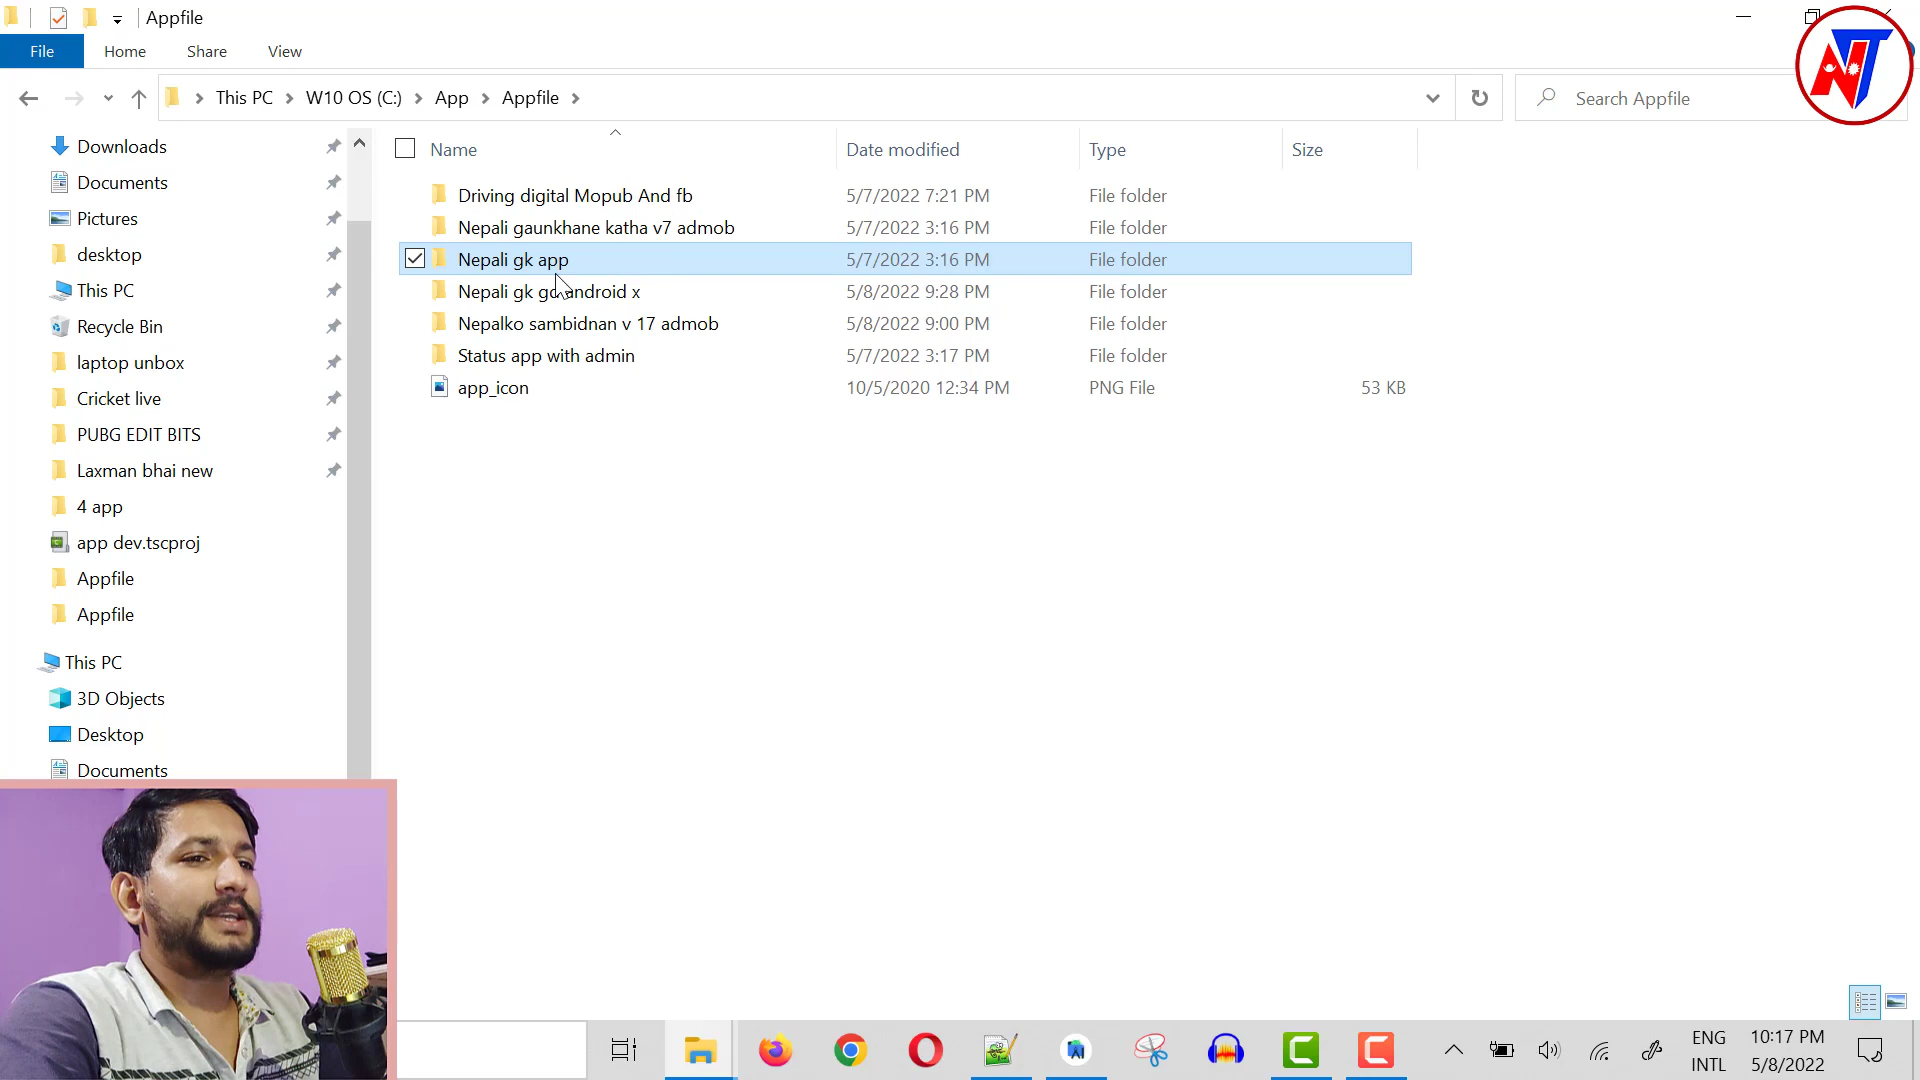 Appfile
File Home Share View
This PC W10 OS (C:) App Appfile
Search Appfile
NT
Name Date modified Type Size
Driving digital Mopub And fb 5/7/2022 7:21 PM File folder
Nepali gaunkhane katha v7 admob 5/7/2022 3:16 PM File folder
Nepali gk app 5/7/2022 3:16 PM File folder
Nepali gk android x 5/8/2022 9:28 PM File folder
Nepalko sambidnan v 17 admob 5/8/2022 9:00 PM File folder
Status app with admin 5/7/2022 3:17 PM File folder
app_icon 10/5/2020 12:34 PM PNG File 53 KB
Downloads
Documents
Pictures
desktop
This PC
Recycle Bin
laptop unbox
Cricket live
PUBG EDIT BITS
Laxman bhai new
4 app
app dev.tscproj
Appfile
Appfile
This PC
3D Objects
Desktop
Documents
ENG 10:17 PM
INTL 5/8/2022